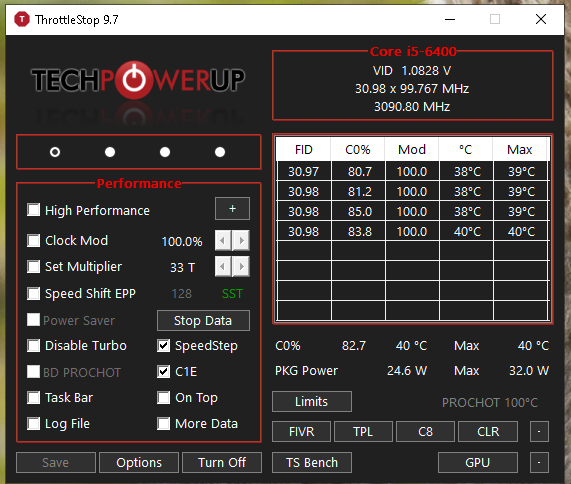 ThrottleStop 9.7
TECHPOWERUP
Core i5-6400
VID 1.0828 V
30.98 x 99.767 MHz
3090.80 MHz
FID C0% Mod °C Max
30.97 80.7 100.0 38°C 39°C
30.98 81.2 100.0 38°C 39°C
30.98 85.0 100.0 38°C 39°C
30.98 83.8 100.0 40°C 40°C
Performance
High Performance +
Clock Mod 100.0%
Set Multiplier 33 T
Speed Shift EPP 128 SST
Power Saver Stop Data
Disable Turbo SpeedStep
BD PROCHOT C1E
Task Bar On Top
Log File More Data
C0% 82.7 40 °C Max 40 °C
PKG Power 24.6 W Max 32.0 W
Limits PROCHOT 100°C
FIVR TPL C8 CLR -
Save Options Turn Off TS Bench GPU -